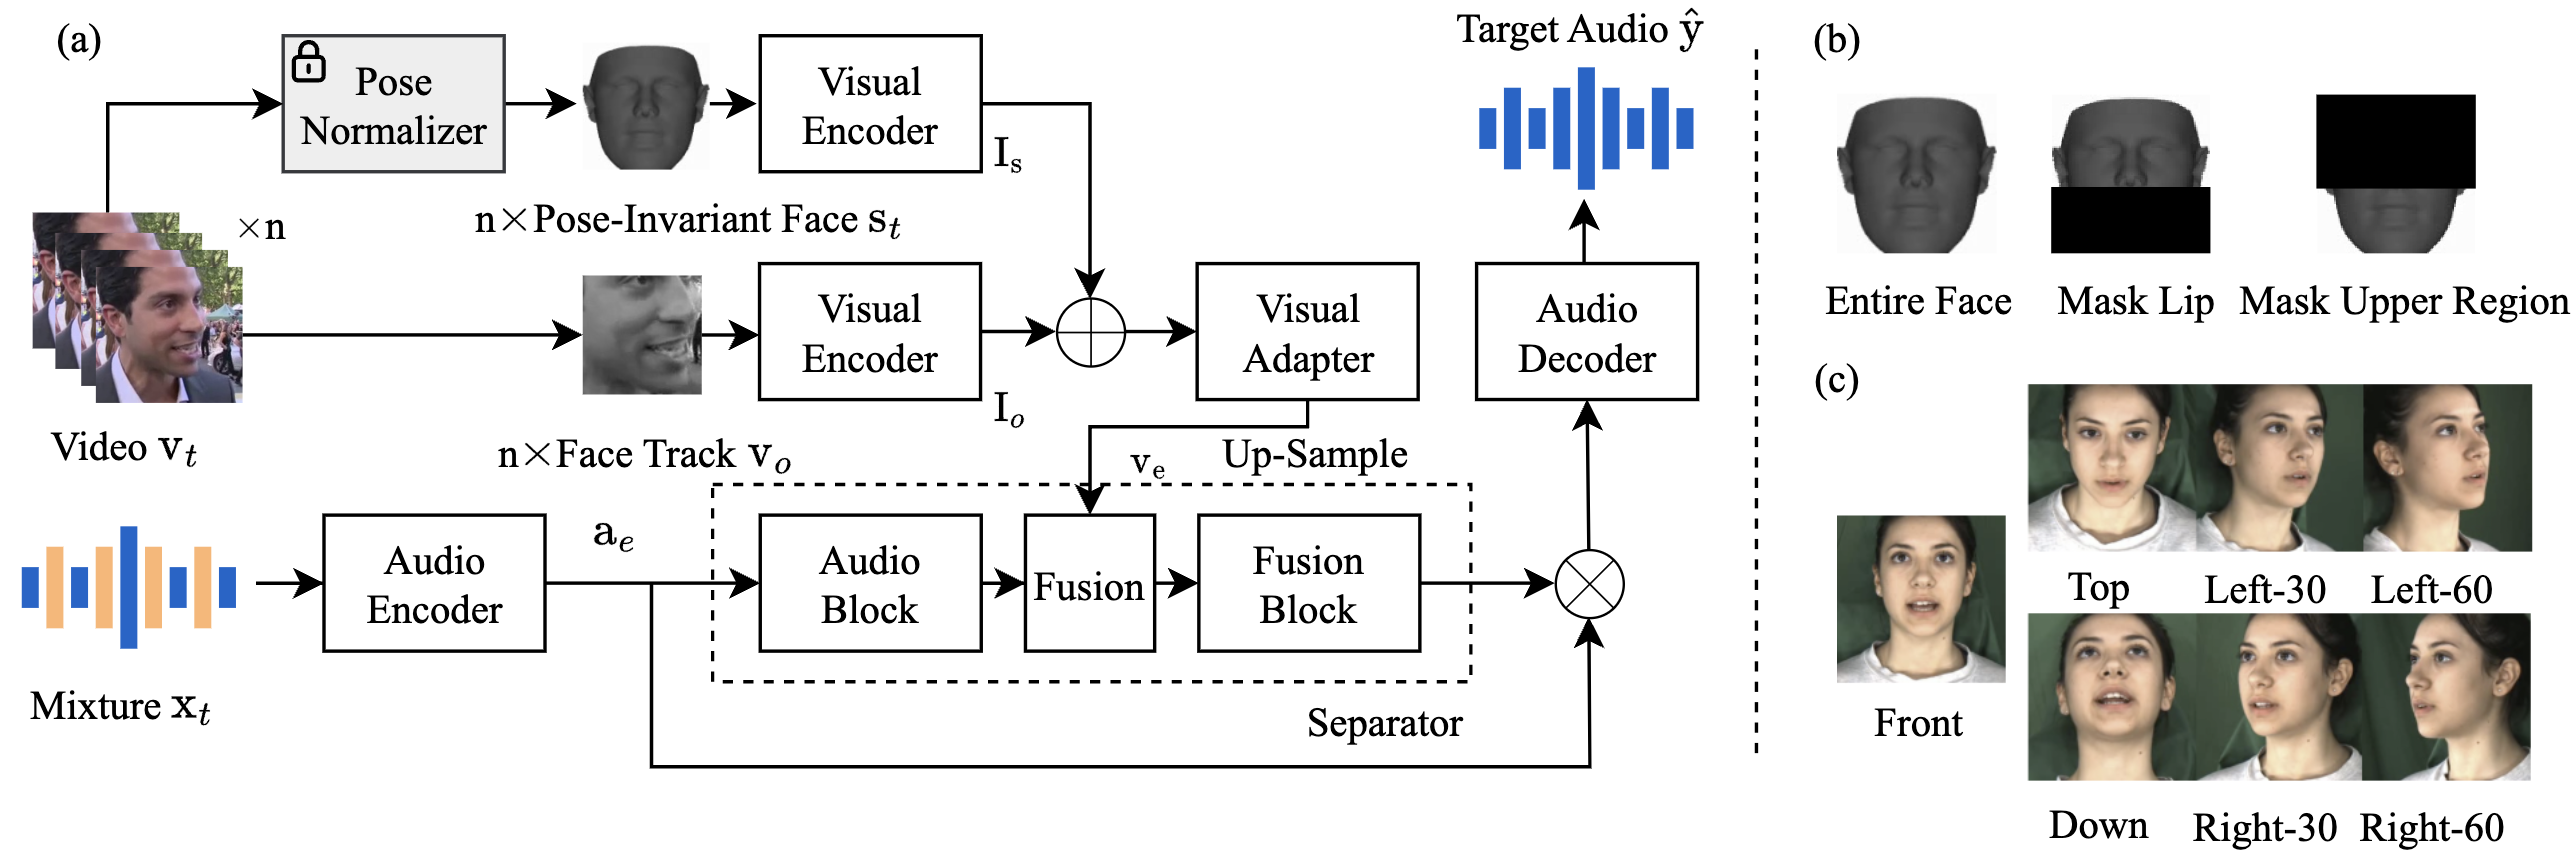 (a)
Pose
Normalizer
Visual
Encoder
I_s
×n
n×Pose-Invariant Face s_t
Video v_t
Visual
Encoder
I_o
n×Face Track v_o
Visual
Adapter
v_e
Up-Sample
Target Audio ŷ
Audio
Decoder
Mixture x_t
Audio
Encoder
a_e
Audio
Block
Fusion
Fusion
Block
Separator
(b)
Entire Face
Mask Lip
Mask Upper Region
(c)
Front
Top
Left-30
Left-60
Down
Right-30
Right-60